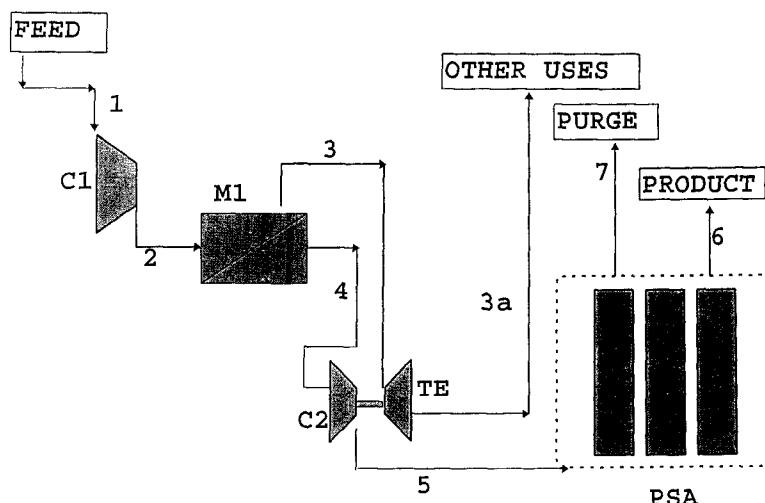 FEED
1
C1
2
M1
3
4
C2
TE
5
3a
OTHER USES
PURGE
7
PRODUCT
6
PSA